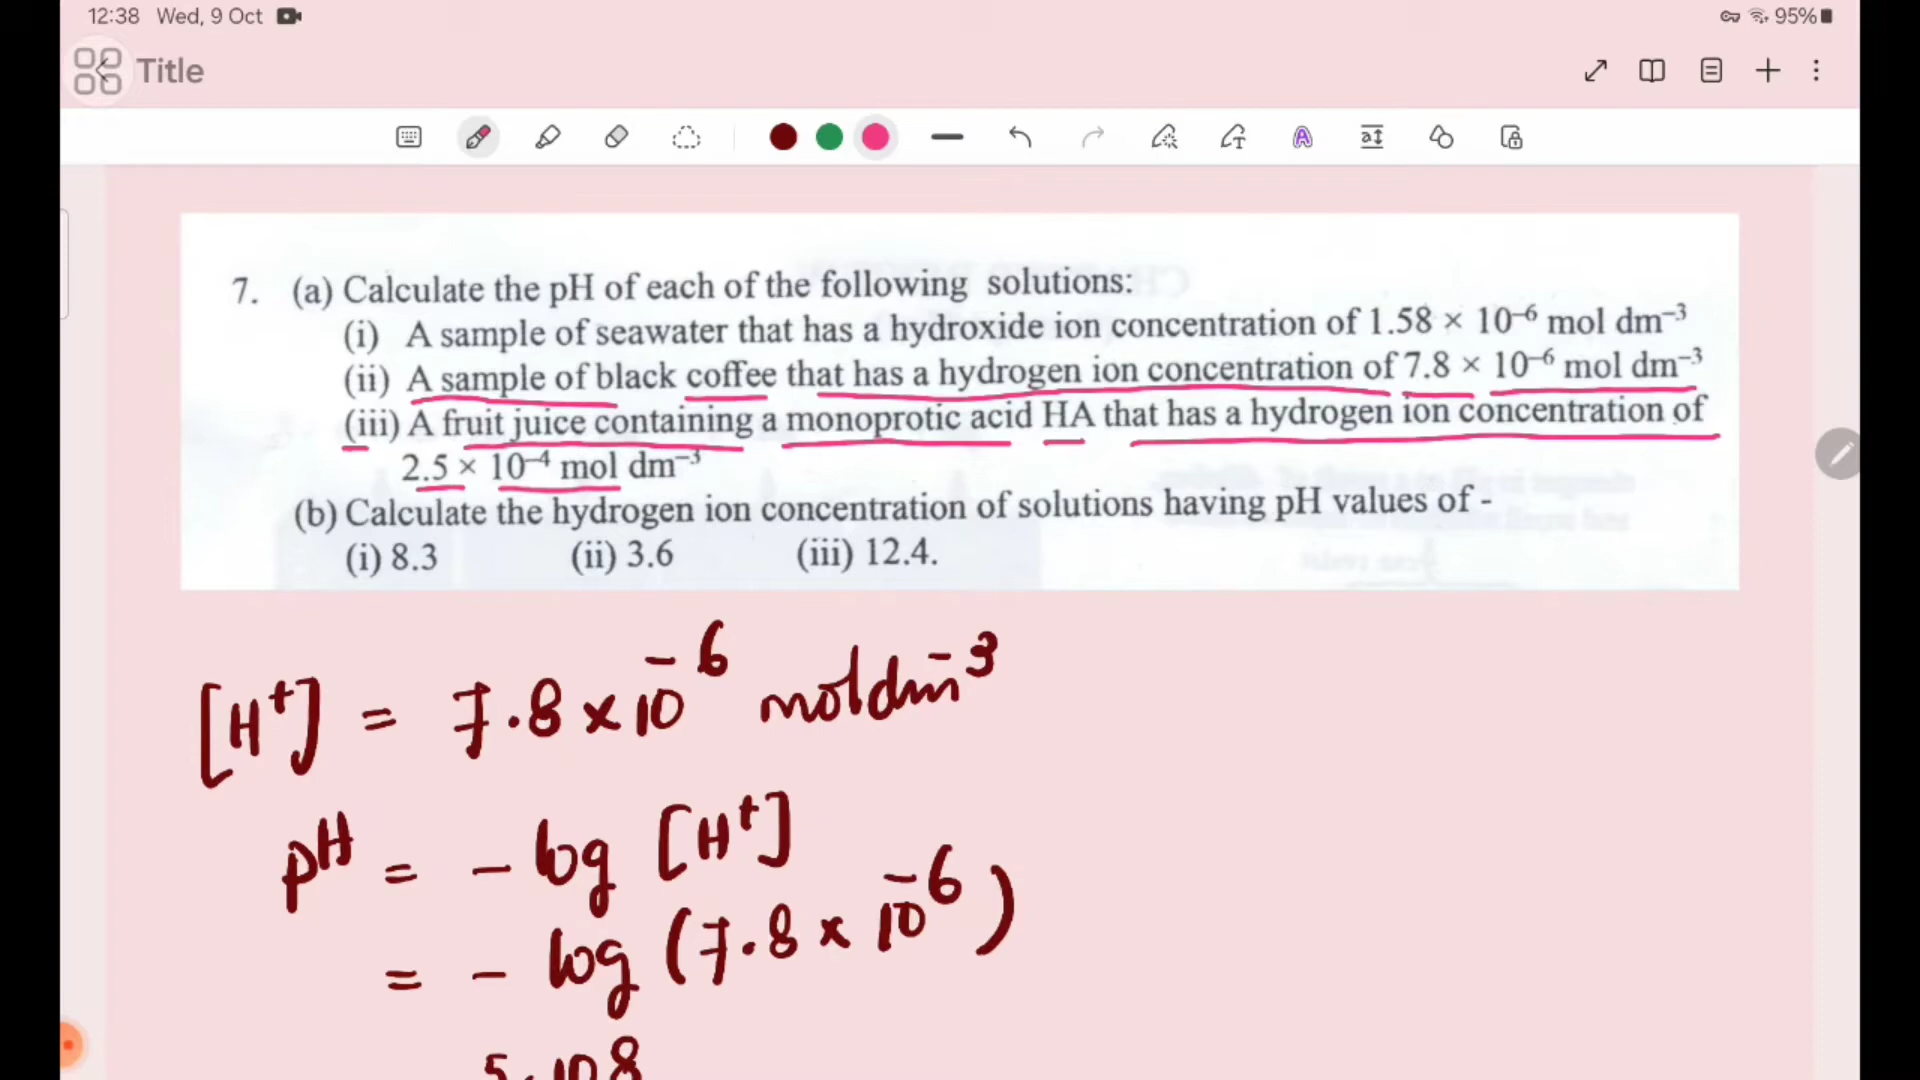 12:38 Wed, 9 Oct 95%
Title
7. (a) Calculate the pH of each of the following solutions:
(i) A sample of seawater that has a hydroxide ion concentration of 1.58 × 10⁻⁶ mol dm⁻³
(ii) A sample of black coffee that has a hydrogen ion concentration of 7.8 × 10⁻⁶ mol dm⁻³
(iii) A fruit juice containing a monoprotic acid HA that has a hydrogen ion concentration of
2.5 × 10⁻⁴ mol dm⁻³
(b) Calculate the hydrogen ion concentration of solutions having pH values of -
(i) 8.3 (ii) 3.6 (iii) 12.4.
[H⁺] = 7.8 × 10⁻⁶ moldm⁻³
pH = - log [H⁺]
= - log (7.8 × 10⁻⁶)
5.108